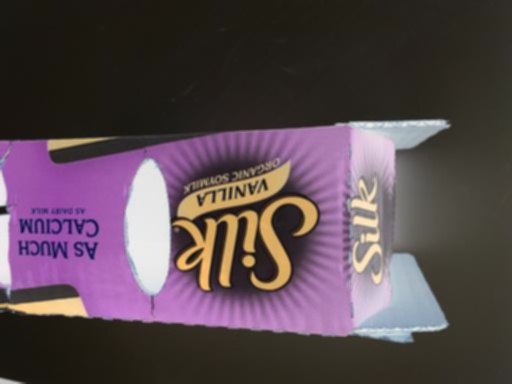 Silk
VANILLA
ORGANIC SOYMILK
AS MUCH
CALCIUM
AS DAIRY MILK
Silk